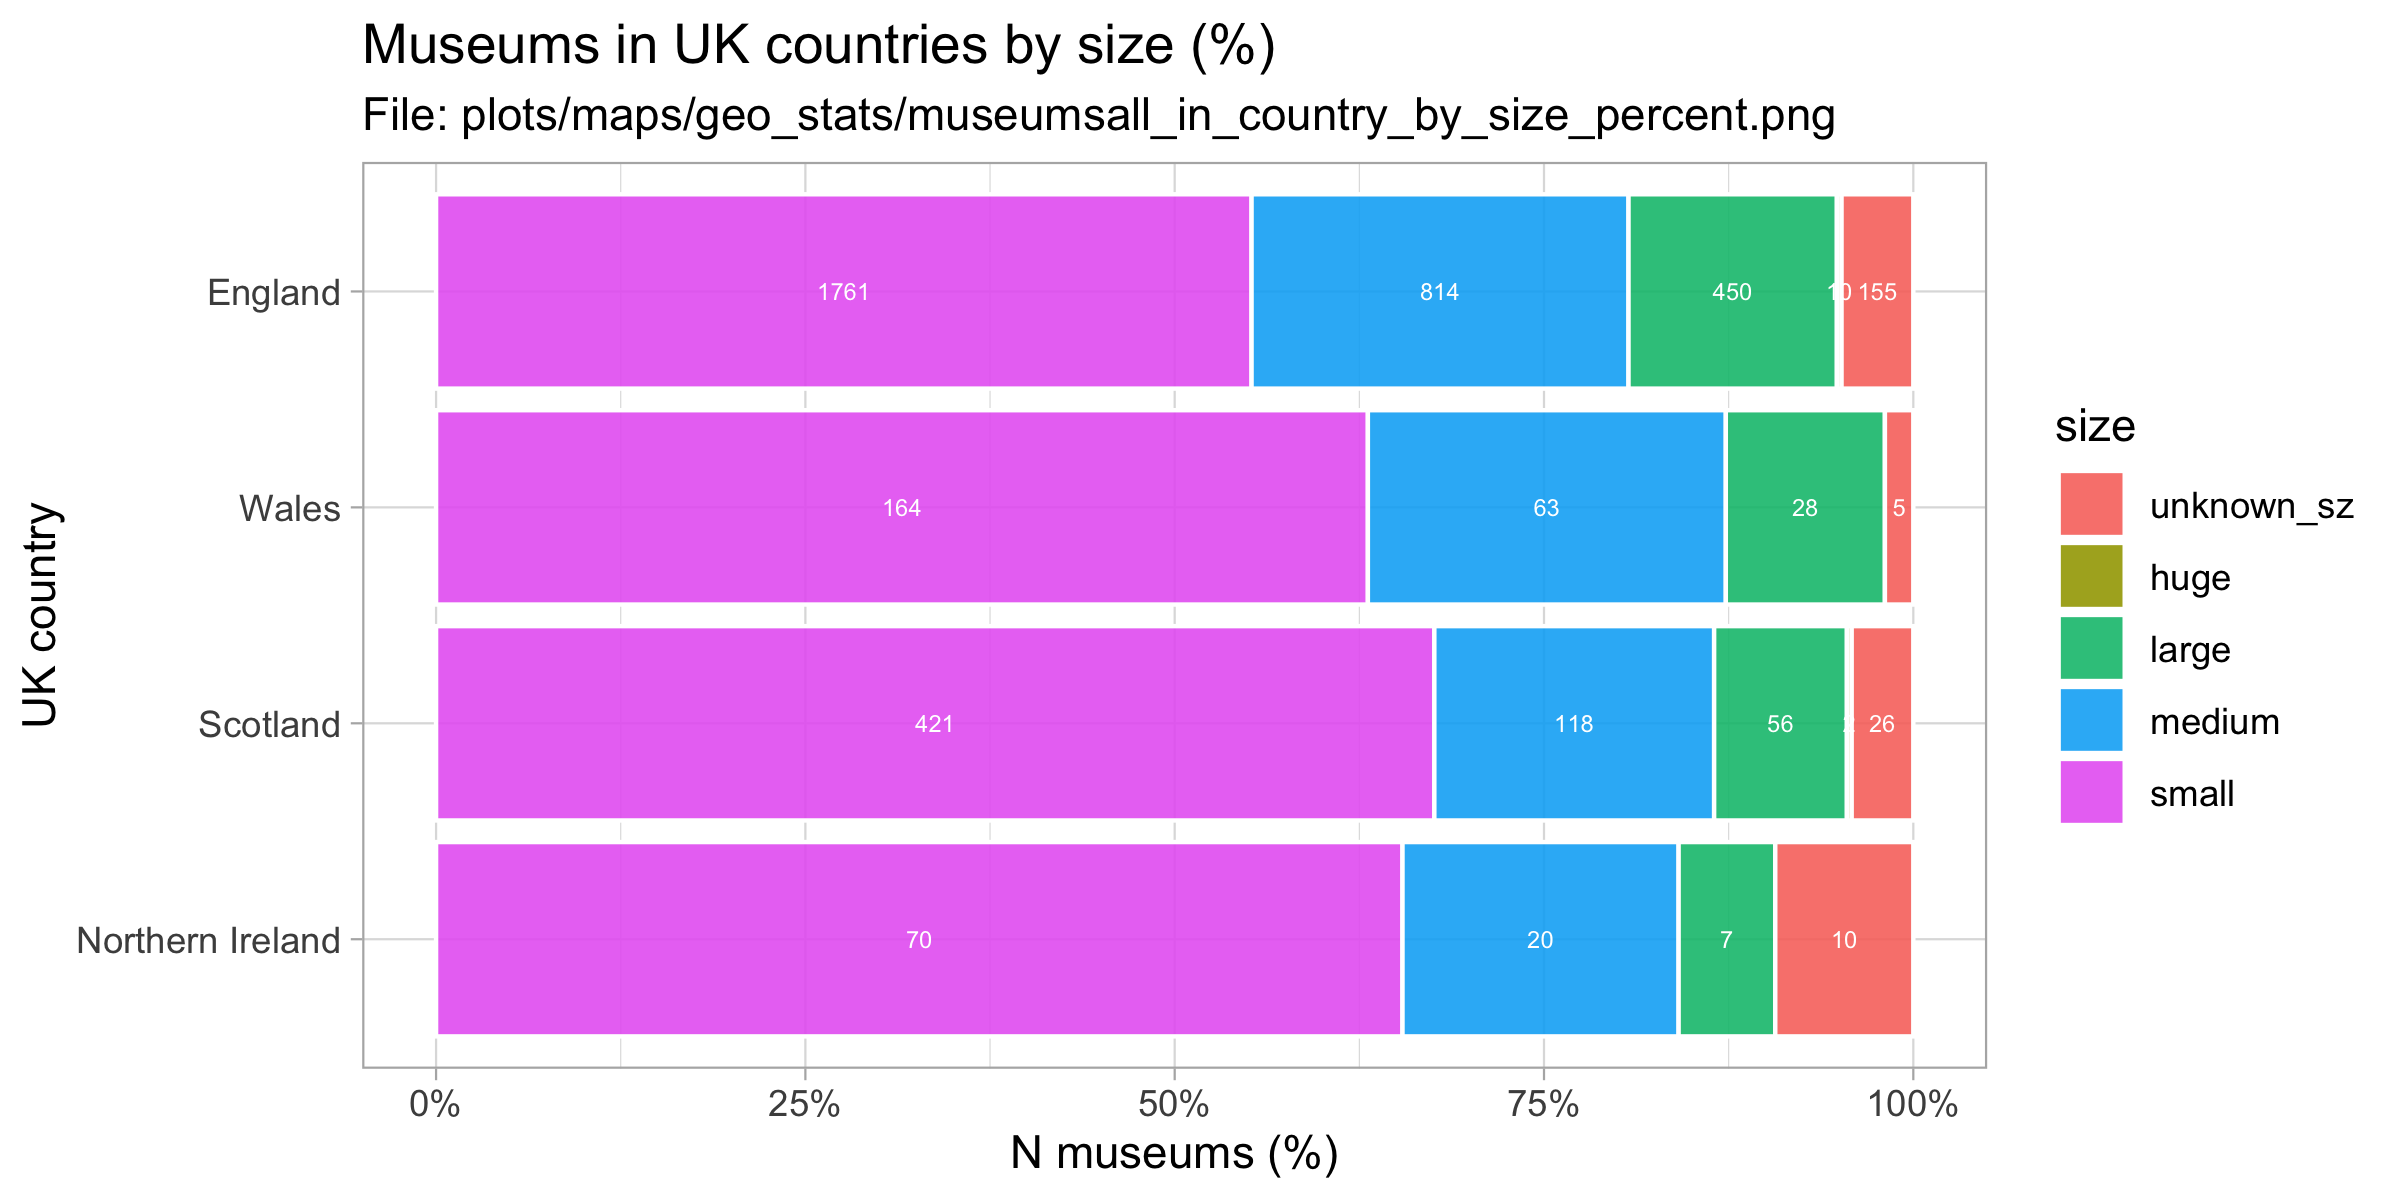 Museums in UK countries by size (%)
File: plots/maps/geo_stats/museumsall_in_country_by_size_percent.png
England 1761 814 450 10 155
Wales 164 63 28 5
Scotland 421 118 56 26
Northern Ireland 70 20 7 10
0% 25% 50% 75% 100%
N museums (%)
UK country
size
unknown_sz
huge
large
medium
small